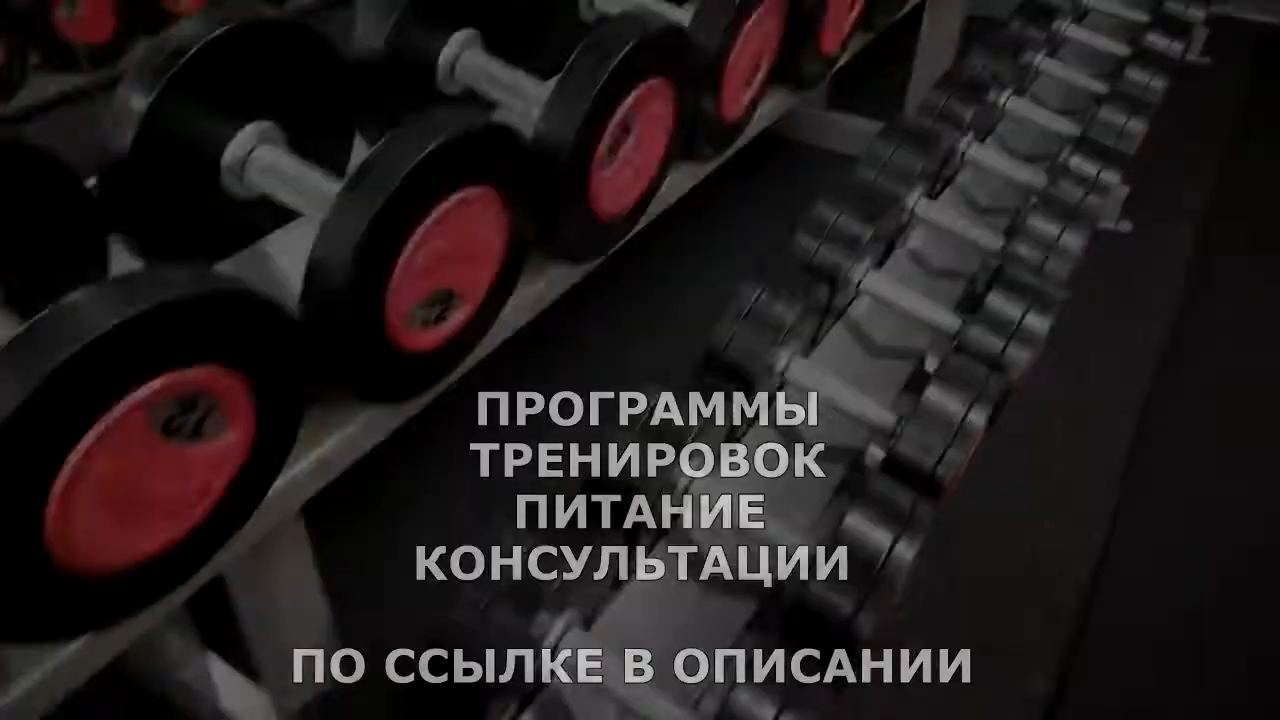 ПРОГРАММЫ
ТРЕНИРОВОК
ПИТАНИЕ
КОНСУЛЬТАЦИИ
ПО ССЫЛКЕ В ОПИСАНИИ